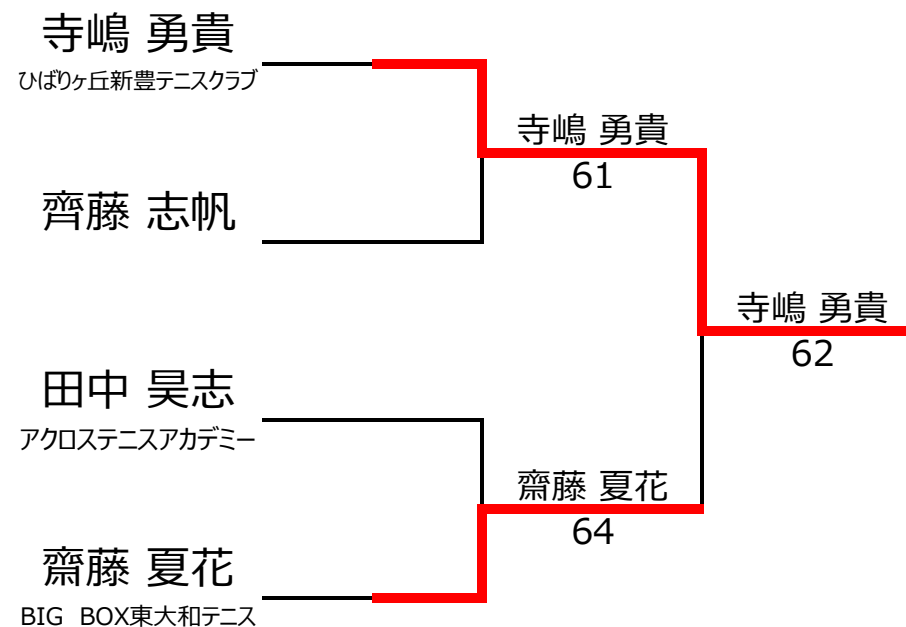 寺嶋 勇貴
ひばりヶ丘新豊テニスクラブ
寺嶋 勇貴
61
齊藤 志帆
寺嶋 勇貴
62
田中 昊志
アクロステニスアカデミー
齋藤 夏花
64
齋藤 夏花
BIG　BOX東大和テニス